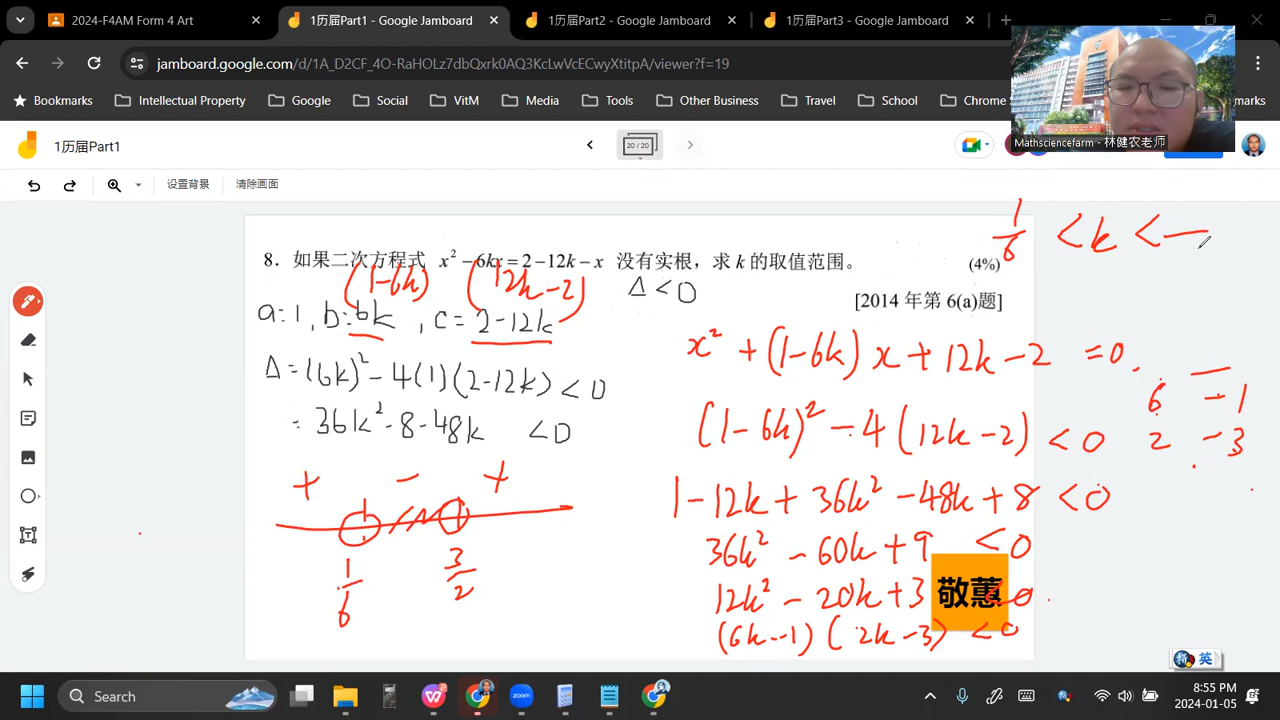 2024-F4AM Form 4 Art
1历届Part1 - Google Jamboard
1历届Part2 - Google Jamboard
1历届Part3 - Google Jamboard
jamboard.google.com/d/1A_D2CF_4O-RaHOLz7dbQxrk0AQ3KcLwVcECwyXtitpA/viewer?f=19
Bookmarks Intellectual Property Google Social VitM Media Tools Other Business Travel School Chrome
Mathsciencefarm - 林健农老师
1历届Part1
20 / 20
设置背景 清除画面
1/6 < k < —
8. 如果二次方程式 x² − 6kx = 2 − 12k − x 没有实根，求 k 的取值范围。 (4%)
(1-6k) (12k-2) Δ < 0
[2014 年第 6(a)题]
a=1, b=6k, c=2-12k
Δ = (6k)² - 4(1)(2-12k) < 0
= 36k² - 8 - 48k < 0
+ - +
1/6 3/2
x² + (1-6k)x + 12k - 2 = 0
(1-6k)² - 4(12k-2) < 0
1 - 12k + 36k² - 48k + 8 < 0
36k² - 60k + 9 < 0
12k² - 20k + 3 < 0
(6k-1)(2k-3) < 0
6 -1
2 -3
敬蕙
英
Search
8:55 PM
2024-01-05